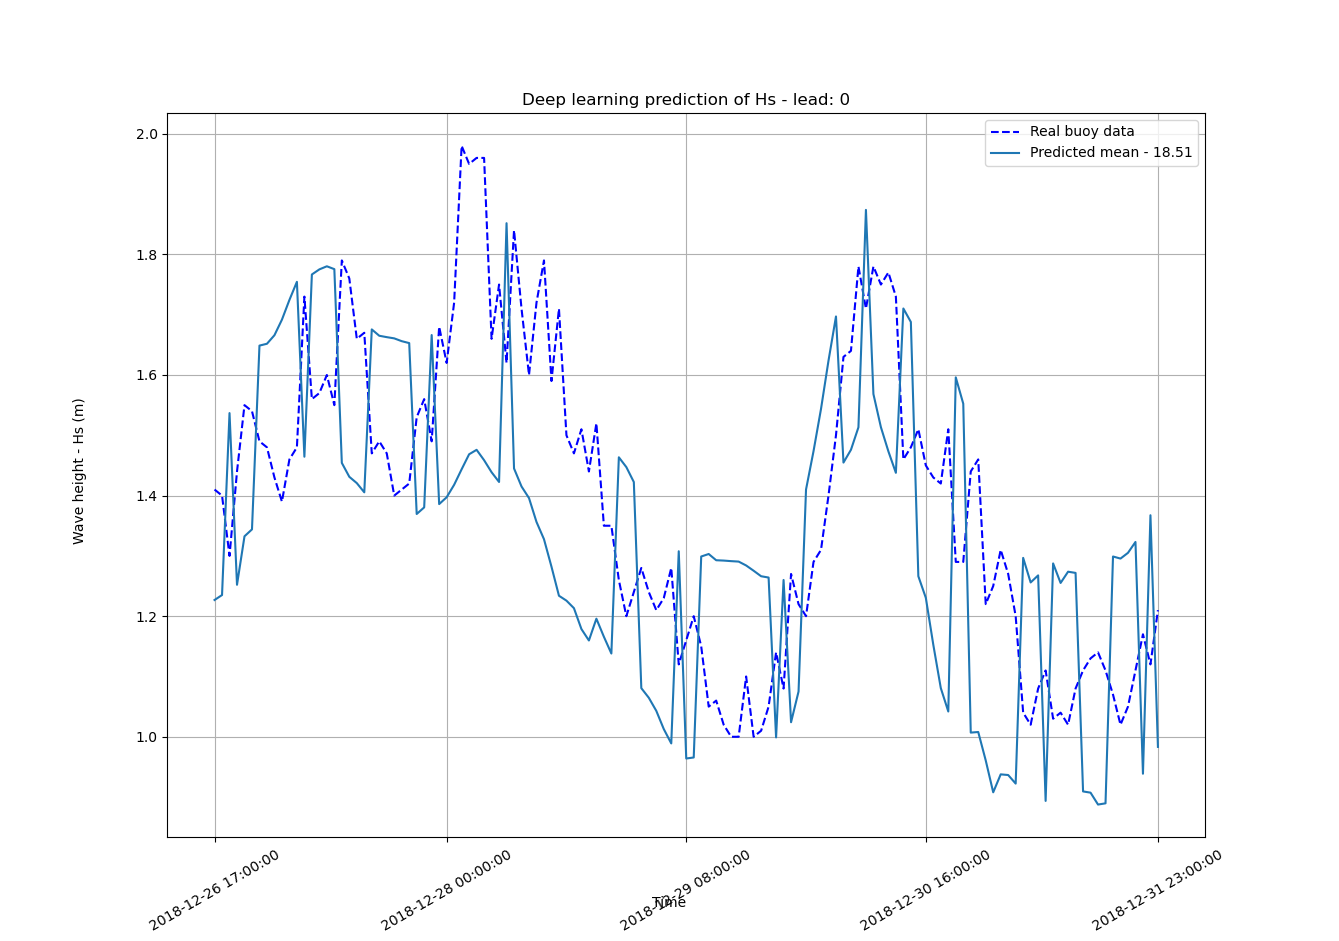 Deep learning prediction of Hs - lead: 0
Real buoy data
Predicted mean - 18.51
2.0
1.8
1.6
1.4
1.2
1.0
Wave height - Hs (m)
2018-12-26 17:00:00
2018-12-28 00:00:00
2018-12-29 08:00:00
2018-12-30 16:00:00
2018-12-31 23:00:00
Time